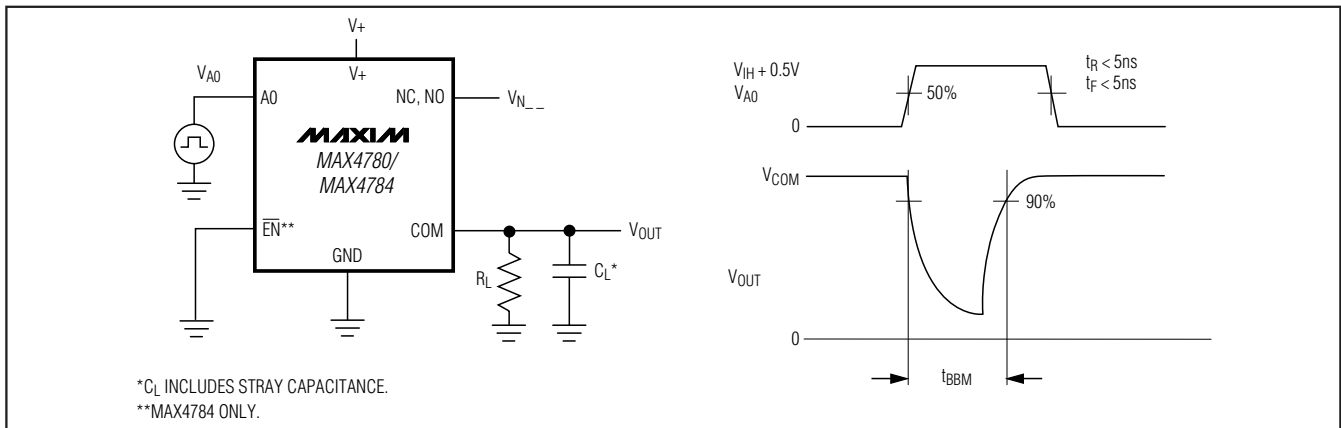 V+
V+
VA0
A0
NC, NO
VN_ _
MAXIM
MAX4780/
MAX4784
EN**
COM
VOUT
GND
RL
CL*
*CL INCLUDES STRAY CAPACITANCE.
**MAX4784 ONLY.
VIH + 0.5V
VA0
0
50%
tR < 5ns
tF < 5ns
VCOM
90%
VOUT
0
tBBM